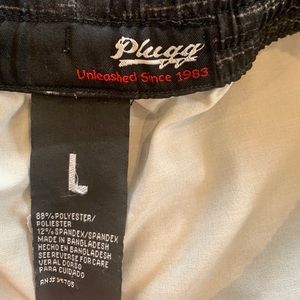 Plugg
Unleashed Since 1983
L
88% POLYESTER/
POLIESTER
12% SPANDEX/SPANDEX
MADE IN BANGLADESH
HECHO EN BANGLADESH
SEE REVERSE FOR CARE
VER AL DORSO
PARA CUIDADO